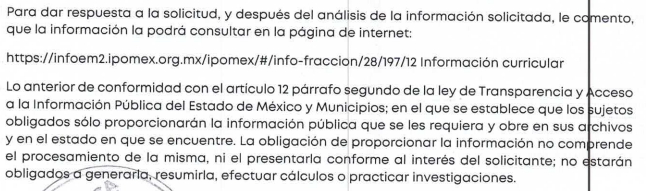 Para dar respuesta a la solicitud, y después del análisis de la información solicitada, le comento,
que la información la podrá consultar en la página de internet:
https://infoem2.ipomex.org.mx/ipomex/#/info-fraccion/28/197/12 Información curricular
Lo anterior de conformidad con el artículo 12 párrafo segundo de la ley de Transparencia y Acceso
a la Información Pública del Estado de México y Municipios; en el que se establece que los sujetos
obligados sólo proporcionarán la información pública que se les requiera y obre en sus archivos
y en el estado en que se encuentre. La obligación de proporcionar la información no comprende
el procesamiento de la misma, ni el presentarla conforme al interés del solicitante; no estarán
obligados a generarla, resumirla, efectuar cálculos o practicar investigaciones.